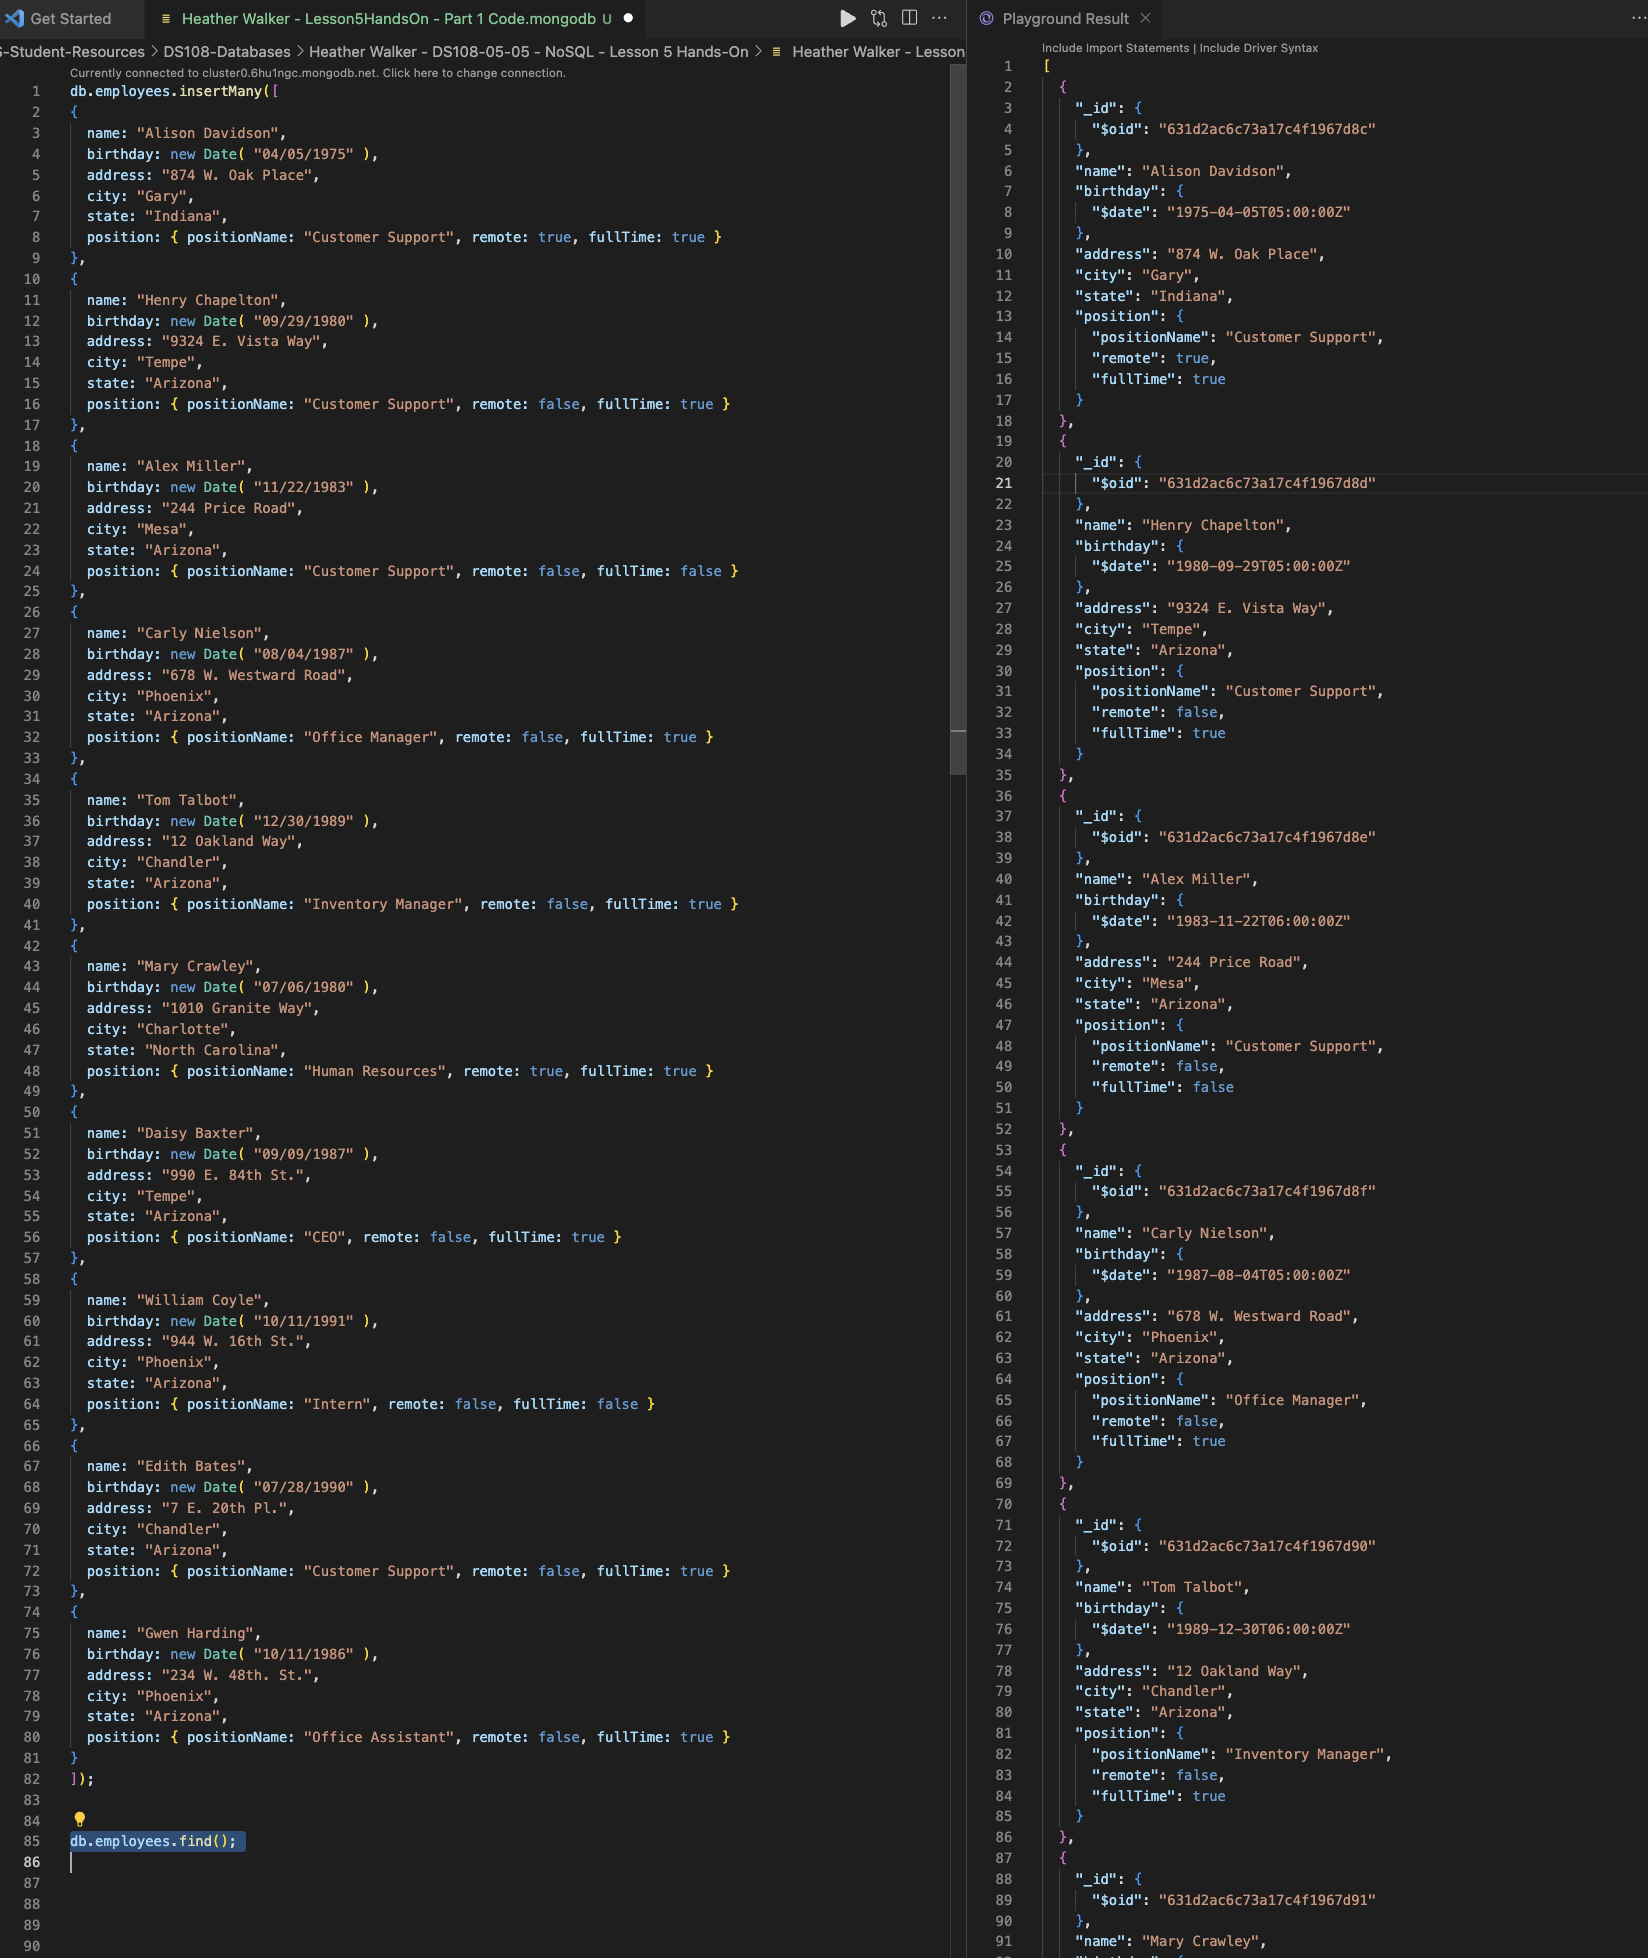 Get Started
Heather Walker - Lesson5HandsOn - Part 1 Code.mongodb U
-Student-Resources > DS108-Databases > Heather Walker - DS108-05-05 - NoSQL - Lesson 5 Hands-On > Heather Walker - Lesson
Currently connected to cluster0.6hu1ngc.mongodb.net. Click here to change connection.
1 db.employees.insertMany([
2 {
3 name: "Alison Davidson",
4 birthday: new Date( "04/05/1975" ),
5 address: "874 W. Oak Place",
6 city: "Gary",
7 state: "Indiana",
8 position: { positionName: "Customer Support", remote: true, fullTime: true }
9 },
10 {
11 name: "Henry Chapelton",
12 birthday: new Date( "09/29/1980" ),
13 address: "9324 E. Vista Way",
14 city: "Tempe",
15 state: "Arizona",
16 position: { positionName: "Customer Support", remote: false, fullTime: true }
17 },
18 {
19 name: "Alex Miller",
20 birthday: new Date( "11/22/1983" ),
21 address: "244 Price Road",
22 city: "Mesa",
23 state: "Arizona",
24 position: { positionName: "Customer Support", remote: false, fullTime: false }
25 },
26 {
27 name: "Carly Nielson",
28 birthday: new Date( "08/04/1987" ),
29 address: "678 W. Westward Road",
30 city: "Phoenix",
31 state: "Arizona",
32 position: { positionName: "Office Manager", remote: false, fullTime: true }
33 },
34 {
35 name: "Tom Talbot",
36 birthday: new Date( "12/30/1989" ),
37 address: "12 Oakland Way",
38 city: "Chandler",
39 state: "Arizona",
40 position: { positionName: "Inventory Manager", remote: false, fullTime: true }
41 },
42 {
43 name: "Mary Crawley",
44 birthday: new Date( "07/06/1980" ),
45 address: "1010 Granite Way",
46 city: "Charlotte",
47 state: "North Carolina",
48 position: { positionName: "Human Resources", remote: true, fullTime: true }
49 },
50 {
51 name: "Daisy Baxter",
52 birthday: new Date( "09/09/1987" ),
53 address: "990 E. 84th St.",
54 city: "Tempe",
55 state: "Arizona",
56 position: { positionName: "CEO", remote: false, fullTime: true }
57 },
58 {
59 name: "William Coyle",
60 birthday: new Date( "10/11/1991" ),
61 address: "944 W. 16th St.",
62 city: "Phoenix",
63 state: "Arizona",
64 position: { positionName: "Intern", remote: false, fullTime: false }
65 },
66 {
67 name: "Edith Bates",
68 birthday: new Date( "07/28/1990" ),
69 address: "7 E. 20th Pl.",
70 city: "Chandler",
71 state: "Arizona",
72 position: { positionName: "Customer Support", remote: false, fullTime: true }
73 },
74 {
75 name: "Gwen Harding",
76 birthday: new Date( "10/11/1986" ),
77 address: "234 W. 48th. St.",
78 city: "Phoenix",
79 state: "Arizona",
80 position: { positionName: "Office Assistant", remote: false, fullTime: true }
81 }
82 ]);
83
84
85 db.employees.find();
86
87
88
89
90
Playground Result
Include Import Statements | Include Driver Syntax
1 [
2 {
3 "_id": {
4 "$oid": "631d2ac6c73a17c4f1967d8c"
5 },
6 "name": "Alison Davidson",
7 "birthday": {
8 "$date": "1975-04-05T05:00:00Z"
9 },
10 "address": "874 W. Oak Place",
11 "city": "Gary",
12 "state": "Indiana",
13 "position": {
14 "positionName": "Customer Support",
15 "remote": true,
16 "fullTime": true
17 }
18 },
19 {
20 "_id": {
21 "$oid": "631d2ac6c73a17c4f1967d8d"
22 },
23 "name": "Henry Chapelton",
24 "birthday": {
25 "$date": "1980-09-29T05:00:00Z"
26 },
27 "address": "9324 E. Vista Way",
28 "city": "Tempe",
29 "state": "Arizona",
30 "position": {
31 "positionName": "Customer Support",
32 "remote": false,
33 "fullTime": true
34 }
35 },
36 {
37 "_id": {
38 "$oid": "631d2ac6c73a17c4f1967d8e"
39 },
40 "name": "Alex Miller",
41 "birthday": {
42 "$date": "1983-11-22T06:00:00Z"
43 },
44 "address": "244 Price Road",
45 "city": "Mesa",
46 "state": "Arizona",
47 "position": {
48 "positionName": "Customer Support",
49 "remote": false,
50 "fullTime": false
51 }
52 },
53 {
54 "_id": {
55 "$oid": "631d2ac6c73a17c4f1967d8f"
56 },
57 "name": "Carly Nielson",
58 "birthday": {
59 "$date": "1987-08-04T05:00:00Z"
60 },
61 "address": "678 W. Westward Road",
62 "city": "Phoenix",
63 "state": "Arizona",
64 "position": {
65 "positionName": "Office Manager",
66 "remote": false,
67 "fullTime": true
68 }
69 },
70 {
71 "_id": {
72 "$oid": "631d2ac6c73a17c4f1967d90"
73 },
74 "name": "Tom Talbot",
75 "birthday": {
76 "$date": "1989-12-30T06:00:00Z"
77 },
78 "address": "12 Oakland Way",
79 "city": "Chandler",
80 "state": "Arizona",
81 "position": {
82 "positionName": "Inventory Manager",
83 "remote": false,
84 "fullTime": true
85 }
86 },
87 {
88 "_id": {
89 "$oid": "631d2ac6c73a17c4f1967d91"
90 },
91 "name": "Mary Crawley",